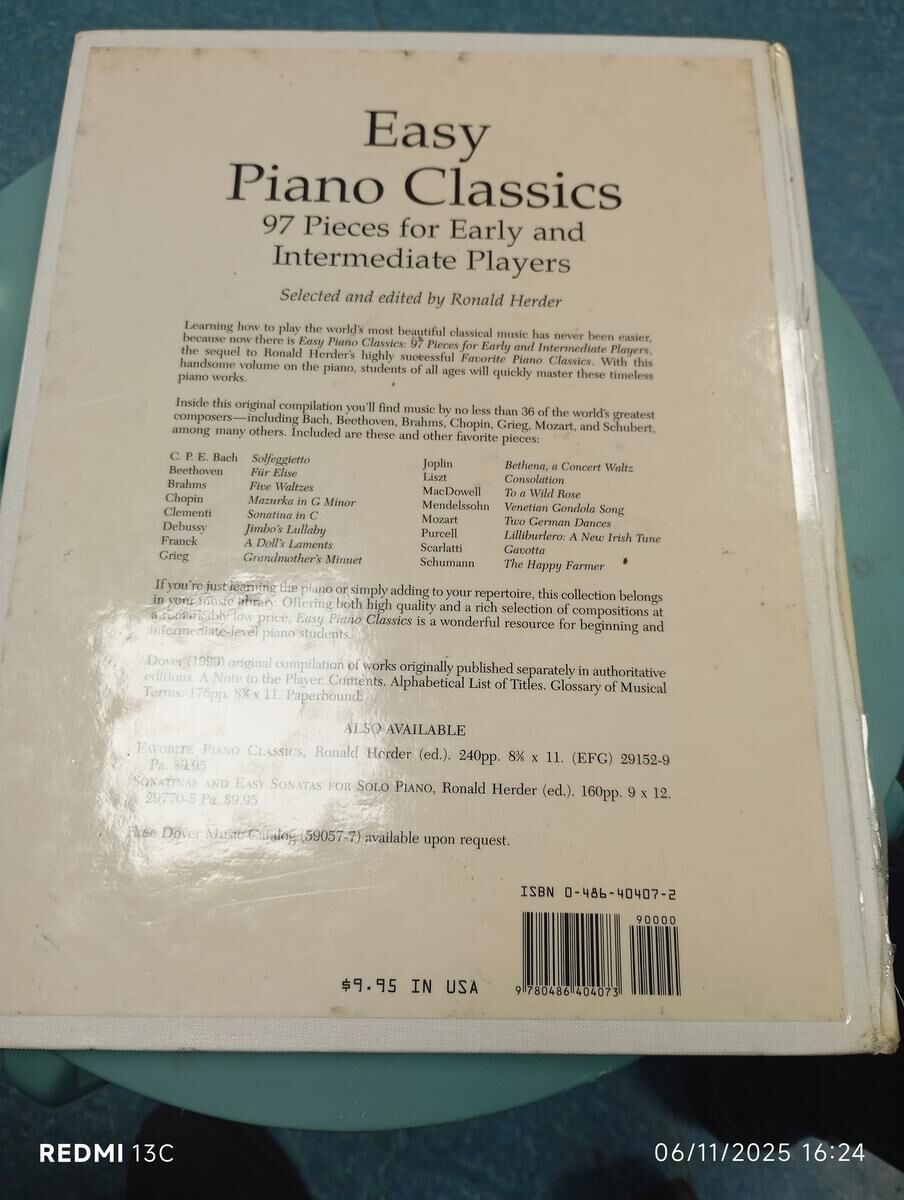 Easy
Piano Classics
97 Pieces for Early and
Intermediate Players
Selected and edited by Ronald Herder
Learning how to play the world's most beautiful classical music has never been easier,
because now there is Easy Piano Classics: 97 Pieces for Early and Intermediate Players,
the sequel to Ronald Herder's highly successful Favorite Piano Classics. With this
handsome volume on the piano, students of all ages will quickly master these timeless
piano works.
Inside this original compilation you'll find music by no less than 36 of the world's greatest
composers—including Bach, Beethoven, Brahms, Chopin, Grieg, Mozart, and Schubert,
among many others. Included are these and other favorite pieces:
C. P. E. Bach Solfeggietto
Beethoven Für Elise
Brahms Five Waltzes
Chopin Mazurka in G Minor
Clementi Sonatina in C
Debussy Jimbo's Lullaby
Franck A Doll's Laments
Grieg Grandmother's Minuet
Joplin Bethena, a Concert Waltz
Liszt Consolation
MacDowell To a Wild Rose
Mendelssohn Venetian Gondola Song
Mozart Two German Dances
Purcell Lilliburlero: A New Irish Tune
Scarlatti Gavotta
Schumann The Happy Farmer
If you're just learning the piano or simply adding to your repertoire, this collection belongs
in your music library. Offering both high quality and a rich selection of compositions at
a remarkably low price, Easy Piano Classics is a wonderful resource for beginning and
intermediate-level piano students.
Dover (1999) original compilation of works originally published separately in authoritative
editions. A Note to the Player. Contents. Alphabetical List of Titles. Glossary of Musical
Terms. 176pp. 8⅜ x 11. Paperbound.
ALSO AVAILABLE
FAVORITE PIANO CLASSICS, Ronald Herder (ed.). 240pp. 8⅜ x 11. (EFG) 29152-9
Pa. $9.95
SONATINAS AND EASY SONATAS FOR SOLO PIANO, Ronald Herder (ed.). 160pp. 9 x 12.
29770-5 Pa. $9.95
Free Dover Music Catalog (59057-7) available upon request.
ISBN 0-486-40407-2
90000
$9.95 IN USA
9 780486 404073
REDMI 13C
06/11/2025 16:24